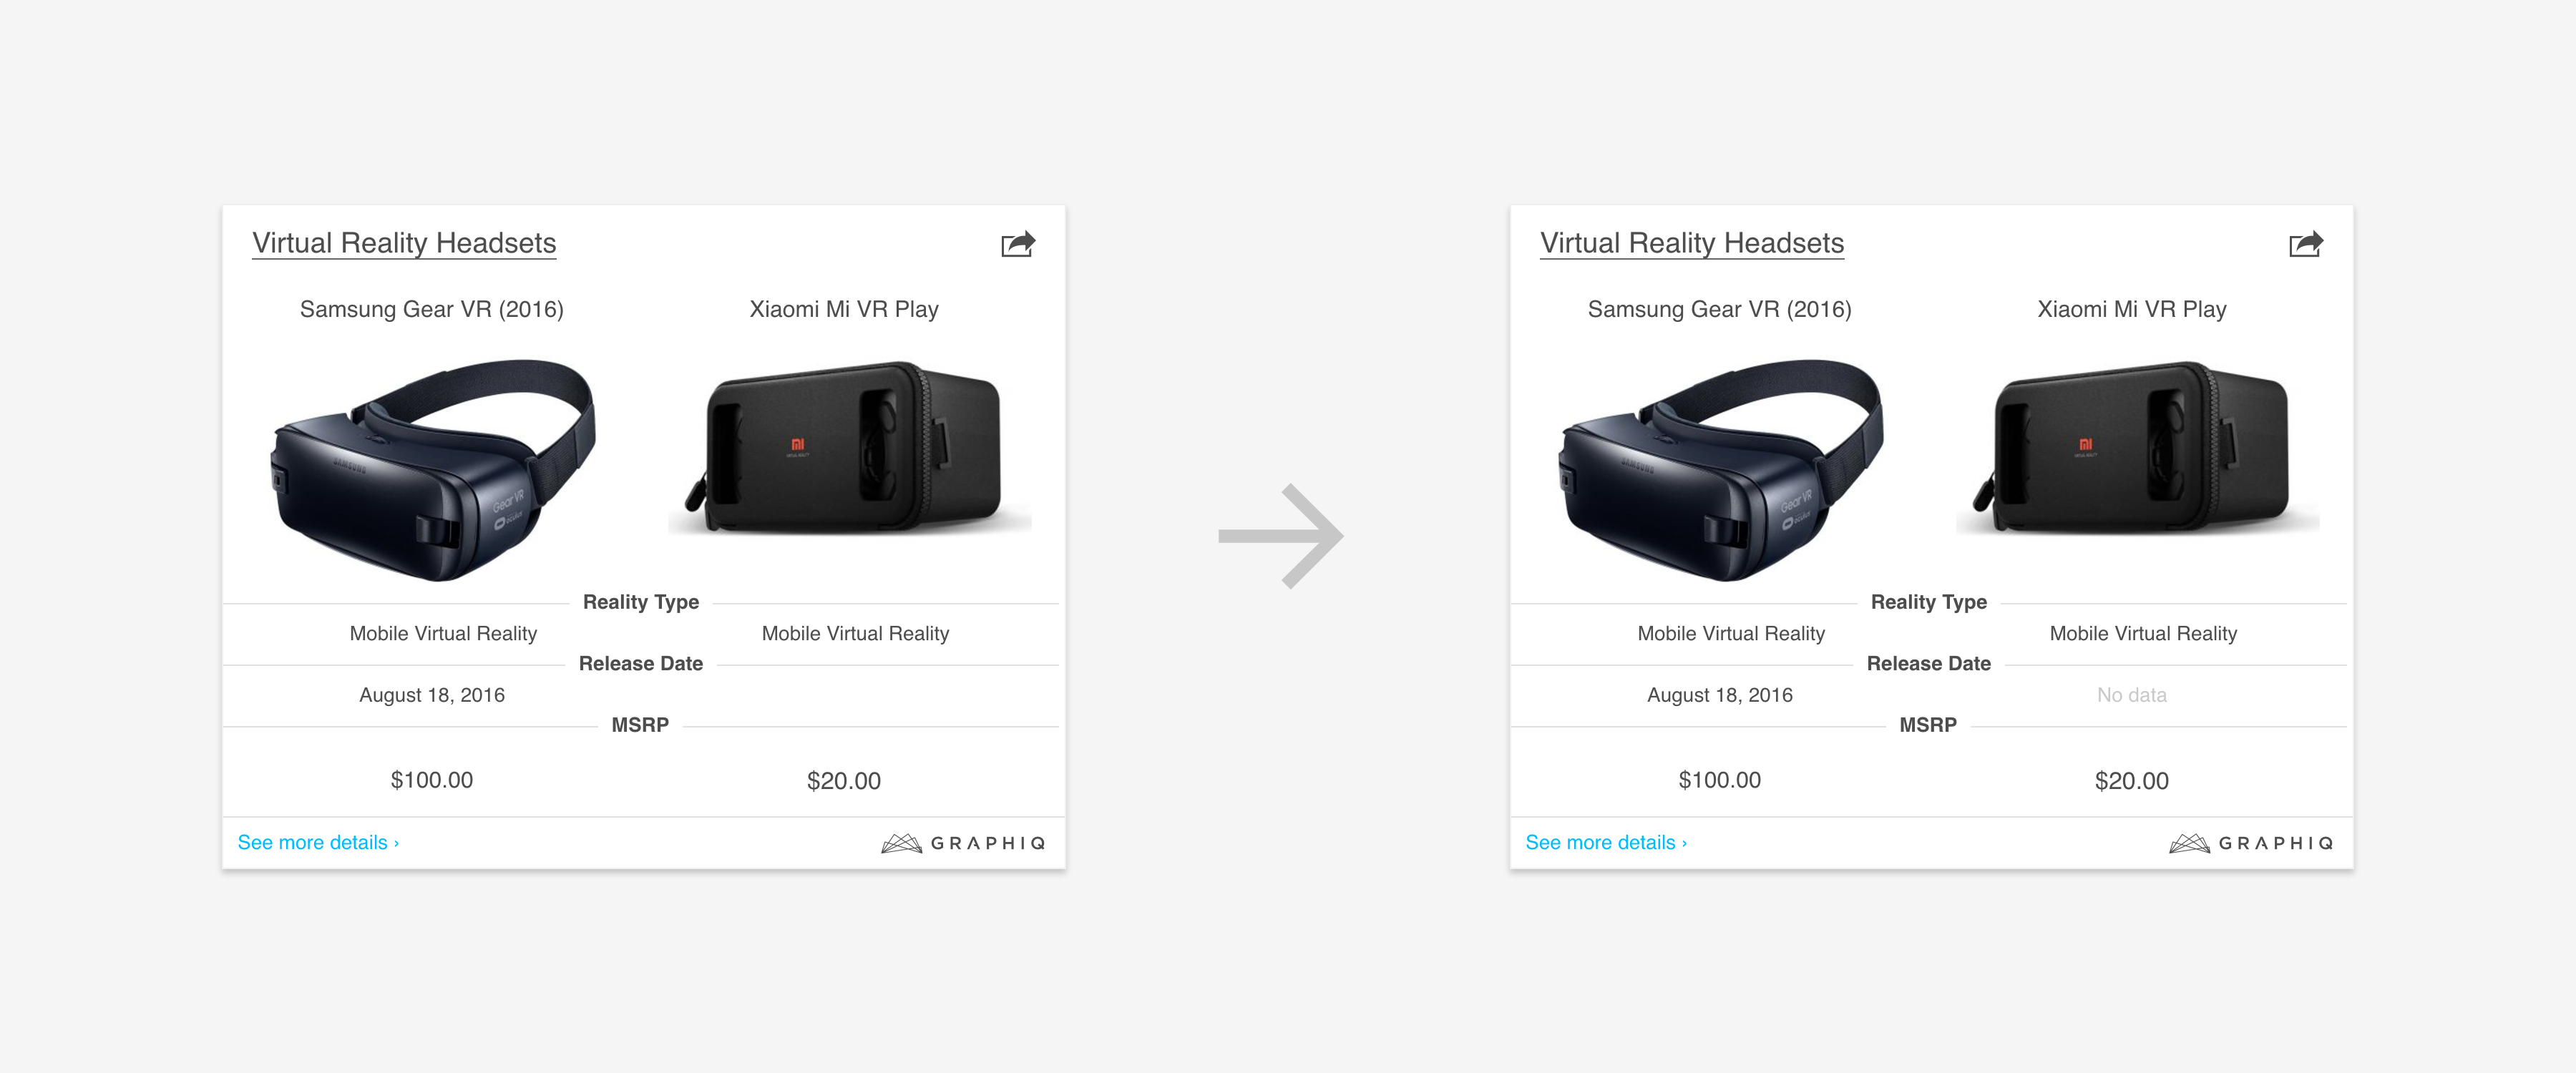 Virtual Reality Headsets
Samsung Gear VR (2016) Xiaomi Mi VR Play
SAMSUNG
Gear VR
oculus
MI
VIRTUAL REALITY
Reality Type
Mobile Virtual Reality Mobile Virtual Reality
Release Date
August 18, 2016
MSRP
$100.00 $20.00
See more details › GRAPHIQ
Virtual Reality Headsets
Samsung Gear VR (2016) Xiaomi Mi VR Play
SAMSUNG
Gear VR
oculus
MI
VIRTUAL REALITY
Reality Type
Mobile Virtual Reality Mobile Virtual Reality
Release Date
August 18, 2016 No data
MSRP
$100.00 $20.00
See more details › GRAPHIQ